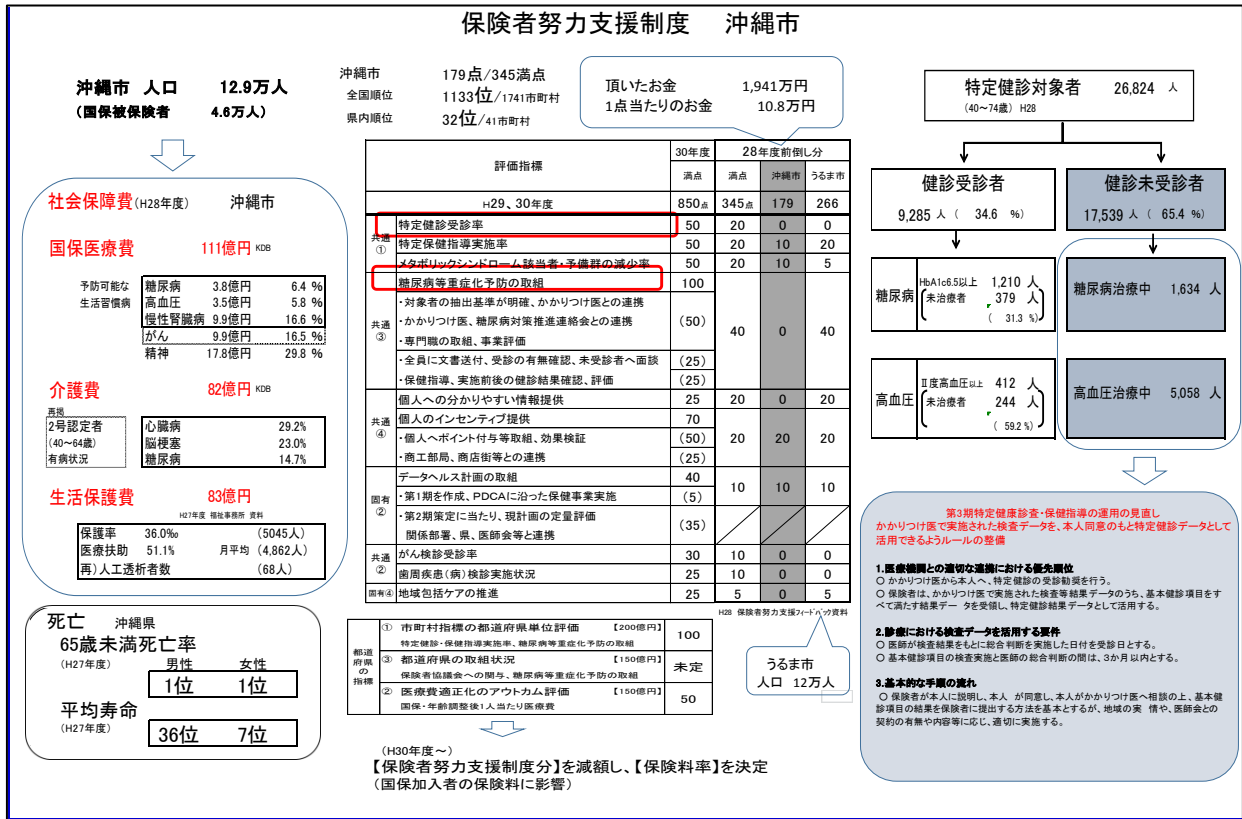 保険者努力支援制度　沖縄市
沖縄市 人口　12.9万人
(国保被保険者　4.6万人)
沖縄市　179点/345満点
全国順位　1133位/1741市町村
県内順位　32位/41市町村
頂いたお金　1,941万円
1点当たりのお金　10.8万円
社会保障費(H28年度)　沖縄市
国保医療費　111億円 KDB
予防可能な
生活習慣病
糖尿病　3.8億円　6.4 %
高血圧　3.5億円　5.8 %
慢性腎臓病　9.9億円　16.6 %
がん　9.9億円　16.5 %
精神　17.8億円　29.8 %
介護費　82億円 KDB
再掲
2号認定者
(40～64歳)
有病状況
心臓病　29.2%
脳梗塞　23.0%
糖尿病　14.7%
生活保護費　83億円
H27年度 福祉事務所 資料
保護率　36.0‰　(5045人)
医療扶助　51.1%　月平均 (4,862人)
再)人工透析者数　(68人)
死亡　沖縄県
65歳未満死亡率
(H27年度)　男性　女性
1位　1位
平均寿命
(H27年度)　36位　7位
評価指標　30年度　28年度前倒し分
満点　満点　沖縄市　うるま市
H29、30年度　850点　345点　179　266
共通①
特定健診受診率　50　20　0　0
特定保健指導実施率　50　20　10　20
メタボリックシンドローム該当者・予備群の減少率　50　20　10　5
共通③
糖尿病等重症化予防の取組　100
・対象者の抽出基準が明確、かかりつけ医との連携
・かかりつけ医、糖尿病対策推進連絡会との連携　(50)　40　0　40
・専門職の取組、事業評価
・全員に文書送付、受診の有無確認、未受診者へ面談　(25)
・保健指導、実施前後の健診結果確認、評価　(25)
共通④
個人への分かりやすい情報提供　25　20　0　20
個人のインセンティブ提供　70
・個人へポイント付与等取組、効果検証　(50)　20　20　20
・商工部局、商店街等との連携　(25)
固有②
データヘルス計画の取組　40
・第1期を作成、PDCAに沿った保健事業実施　(5)　10　10　10
・第2期策定に当たり、現計画の定量評価
関係部署、県、医師会等と連携　(35)
共通②
がん検診受診率　30　10　0　0
歯周疾患(病)検診実施状況　25　10　0　0
固有④ 地域包括ケアの推進　25　5　0　5
H28 保険者努力支援フィードバック資料
都道府県の指標
① 市町村指標の都道府県単位評価　【200億円】　100
特定健診・保健指導実施率、糖尿病等重症化予防の取組
③ 都道府県の取組状況　【150億円】　未定
保険者協議会への関与、糖尿病等重症化予防の取組
② 医療費適正化のアウトカム評価　【150億円】　50
国保・年齢調整後1人当たり医療費
うるま市
人口 12万人
(H30年度～)
【保険者努力支援制度分】を減額し、【保険料率】を決定
(国保加入者の保険料に影響)
特定健診対象者　26,824 人
(40～74歳) H28
健診受診者
9,285 人 ( 34.6 %)
健診未受診者
17,539 人 ( 65.4 %)
糖尿病
HbA1c6.5以上　1,210 人
未治療者　379 人
( 31.3 %)
糖尿病治療中　1,634 人
高血圧
Ⅱ度高血圧以上　412 人
未治療者　244 人
( 59.2 %)
高血圧治療中　5,058 人
第3期特定健康診査・保健指導の運用の見直し
かかりつけ医で実施された検査データを、本人同意のもと特定健診データとして
活用できるようルールの整備
1.医療機関との適切な連携における優先順位
○ かかりつけ医から本人へ、特定健診の受診勧奨を行う。
○ 保険者は、かかりつけ医で実施された検査等結果データのうち、基本健診項目をす
べて満たす結果デー タを受領し、特定健診結果データとして活用する。
2.診療における検査データを活用する要件
○ 医師が検査結果をもとに総合判断を実施した日付を受診日とする。
○ 基本健診項目の検査実施と医師の総合判断の間は、3か月以内とする。
3.基本的な手順の流れ
○ 保険者が本人に説明し、本人 が同意し、本人がかかりつけ医へ相談の上、基本健
診項目の結果を保険者に提出する方法を基本とするが、地域の実 情や、医師会との
契約の有無や内容等に応じ、適切に実施する。